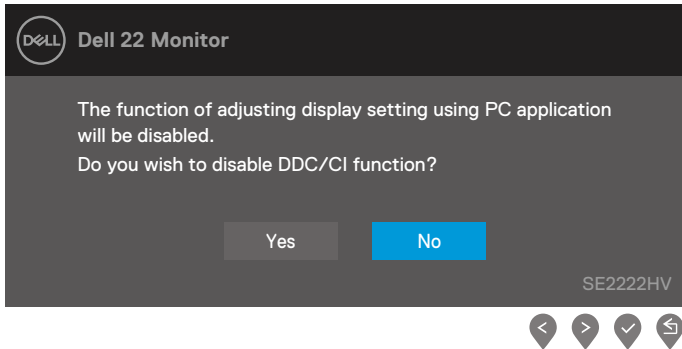 DELL Dell 22 Monitor
The function of adjusting display setting using PC application
will be disabled.
Do you wish to disable DDC/CI function?
Yes No
SE2222HV